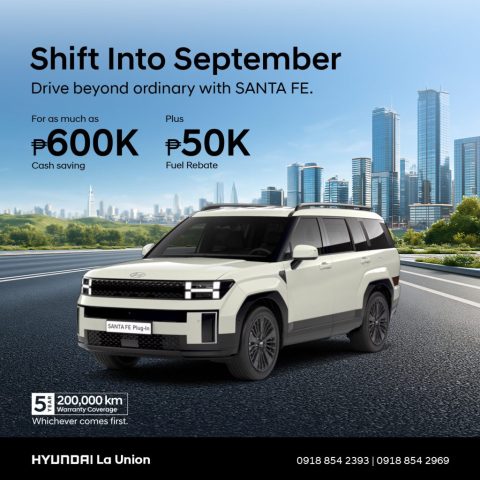 Shift Into September
Drive beyond ordinary with SANTA FE.
For as much as
₱600K
Cash saving
Plus
₱50K
Fuel Rebate
SANTA FE Plug-In
5 YEARS
200,000 km
Warranty Coverage
Whichever comes first.
HYUNDAI La Union
0918 854 2393 | 0918 854 2969